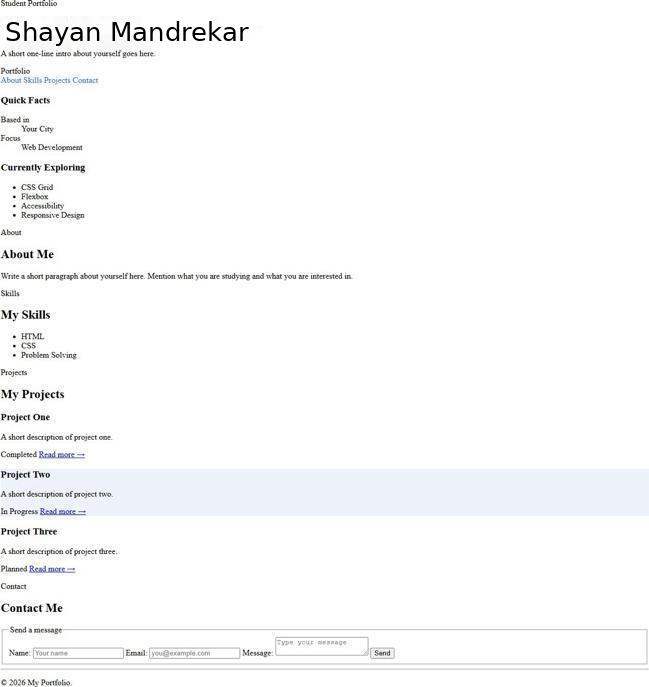 Student Portfolio
Shayan Mandrekar
A short one-line intro about yourself goes here.
Portfolio
About Skills Projects Contact
Quick Facts
Based in
Your City
Focus
Web Development
Currently Exploring
CSS Grid
Flexbox
Accessibility
Responsive Design
About
About Me
Write a short paragraph about yourself here. Mention what you are studying and what you are interested in.
Skills
My Skills
HTML
CSS
Problem Solving
Projects
My Projects
Project One
A short description of project one.
Completed Read more →
Project Two
A short description of project two.
In Progress Read more →
Project Three
A short description of project three.
Planned Read more →
Contact
Contact Me
Send a message
Name: Your name Email: you@example.com Message: Type your message Send
© 2026 My Portfolio.